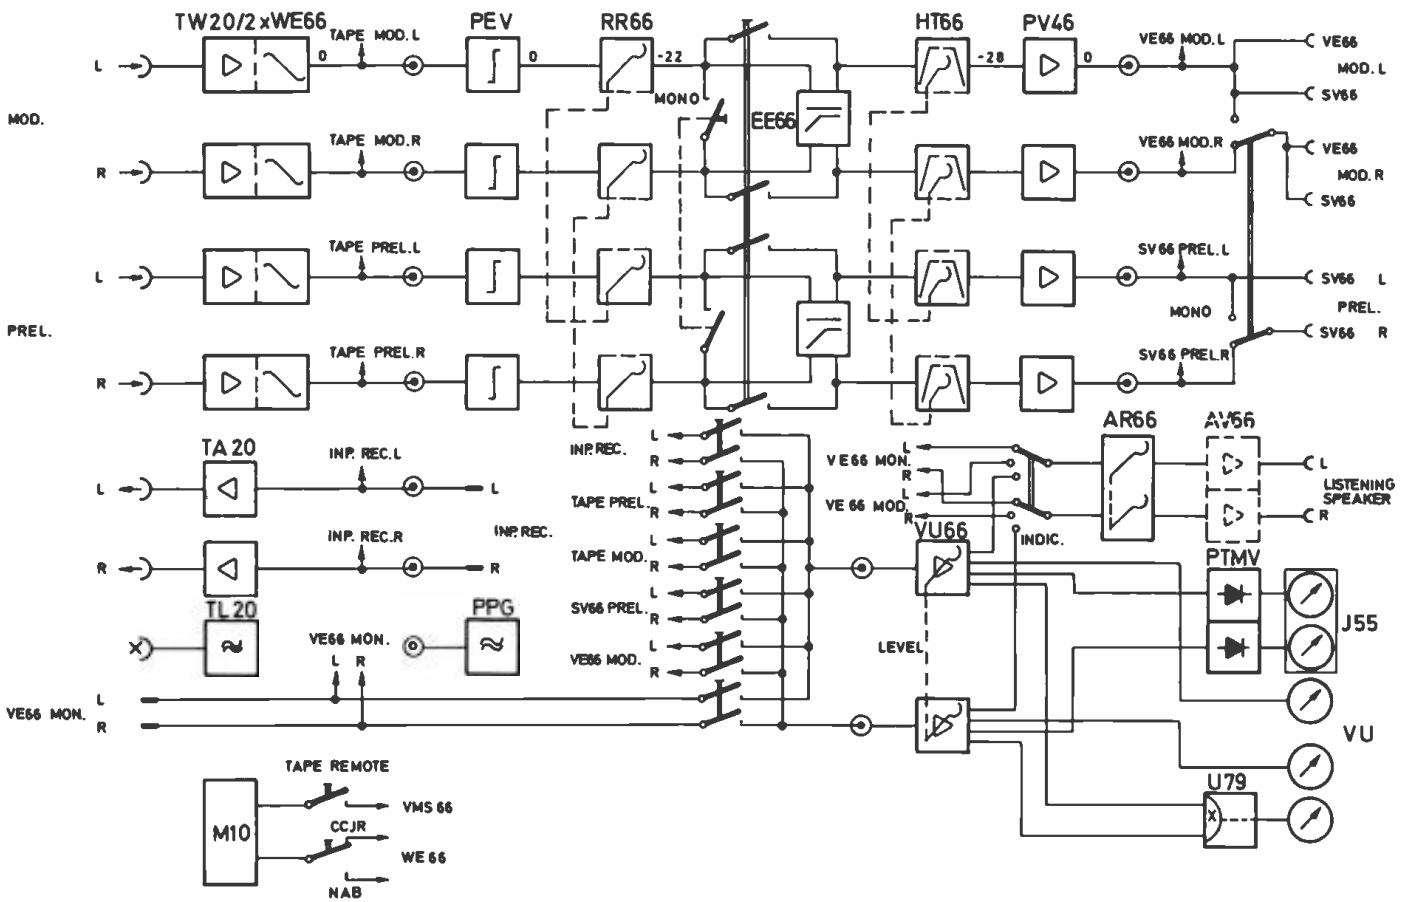 TW20/2xWE66 PEV RR66 HT66 PV46
TAPE MOD. L VE66 MOD. L VE66
L 0 0 -22 -28 0 MOD. L
MONO EE66 SV66
MOD.
TAPE MOD.R VE66 MOD.R VE66
R MOD. R
SV66
TAPE PREL.L SV66 PREL.L
L SV66 L
MONO PREL.
PREL. SV66 R
TAPE PREL.R SV66 PREL.R
R
TA 20 INP. REC. L AR66 AV66
INP. REC.L R VE66 MON. L
L L TAPE PREL. L R LISTENING
R L SPEAKER
VE 66 MOD. R R
INP. REC.R INP. REC. VU66 INDIC.
TAPE MOD. L PTMV
R R R
TL 20 PPG SV66 PREL. L J55
R
X VE66 MON. VE66 MOD. L LEVEL
L R R
L
VE66 MON.
R VU
TAPE REMOTE U79
VMS 66
M10 CCJR X
WE 66
NAB